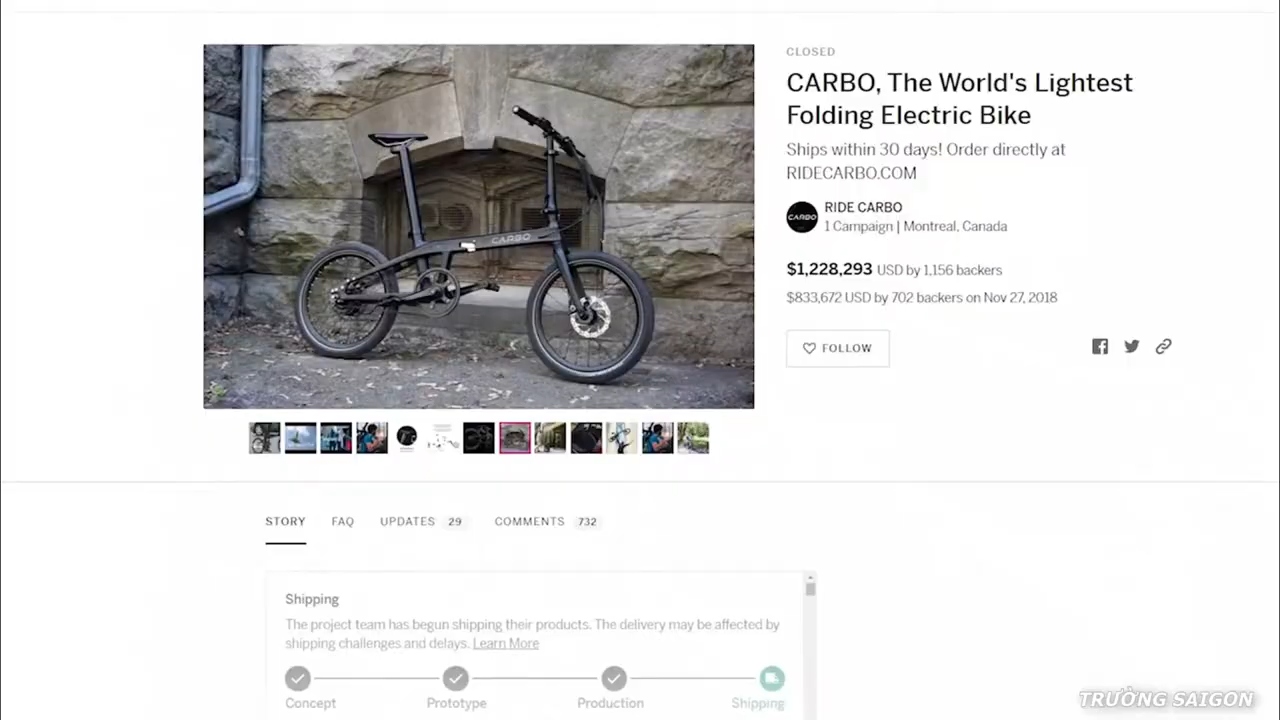 CLOSED
CARBO, The World's Lightest
Folding Electric Bike
Ships within 30 days! Order directly at
RIDECARBO.COM
CARBO
RIDE CARBO
1 Campaign | Montreal, Canada
$1,228,293 USD by 1,156 backers
$833,672 USD by 702 backers on Nov 27, 2018
FOLLOW
CARBO
STORY FAQ UPDATES 29 COMMENTS 732
Shipping
The project team has begun shipping their products. The delivery may be affected by
shipping challenges and delays. Learn More
Concept Prototype Production Shipping
TRƯỜNG SAIGON